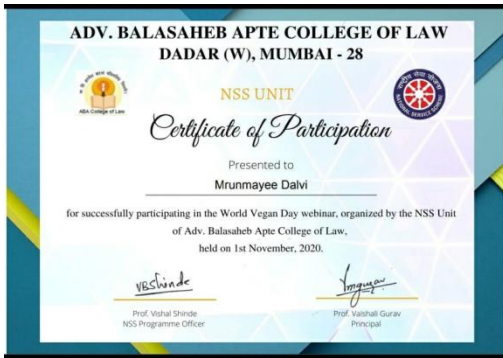 ADV. BALASAHEB APTE COLLEGE OF LAW
DADAR (W), MUMBAI - 28
ABA College of Law
NSS UNIT
NATIONAL SERVICE SCHEME
Certificate of Participation
Presented to
Mrunmayee Dalvi
for successfully participating in the World Vegan Day webinar, organized by the NSS Unit
of Adv. Balasaheb Apte College of Law,
held on 1st November, 2020.
VBShinde
Prof. Vishal Shinde
NSS Programme Officer
Prof. Vaishali Gurav
Principal